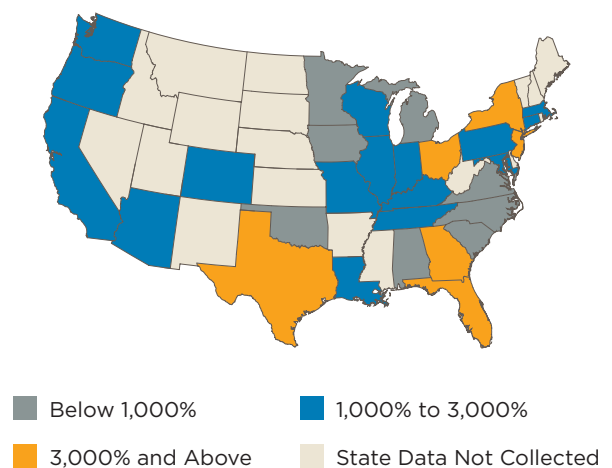 Below 1,000%
1,000% to 3,000%
3,000% and Above
State Data Not Collected